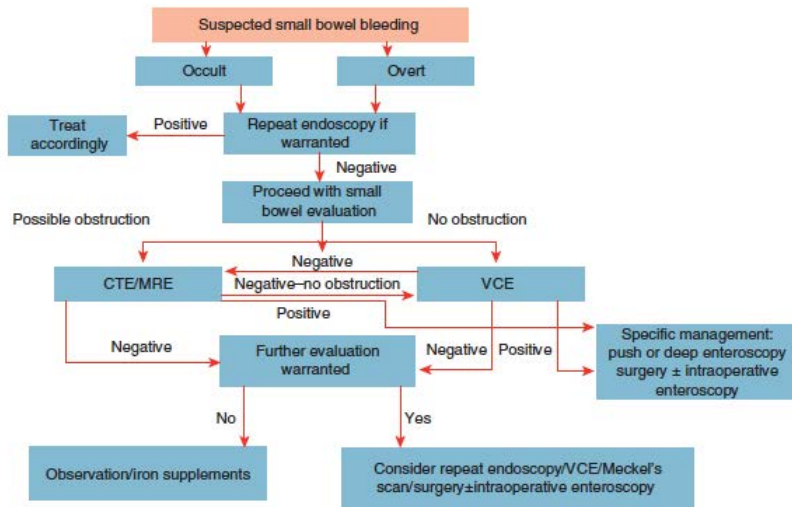 Suspected small bowel bleeding
Occult
Overt
Treat
accordingly
Positive
Repeat endoscopy if
warranted
Negative
Proceed with small
bowel evaluation
Possible obstruction
No obstruction
CTE/MRE
Negative
Negative–no obstruction
VCE
Positive
Negative
Further evaluation
warranted
Negative
Positive
Specific management:
push or deep enteroscopy
surgery ± intraoperative
enteroscopy
No
Yes
Observation/iron supplements
Consider repeat endoscopy/VCE/Meckel's
scan/surgery±intraoperative enteroscopy